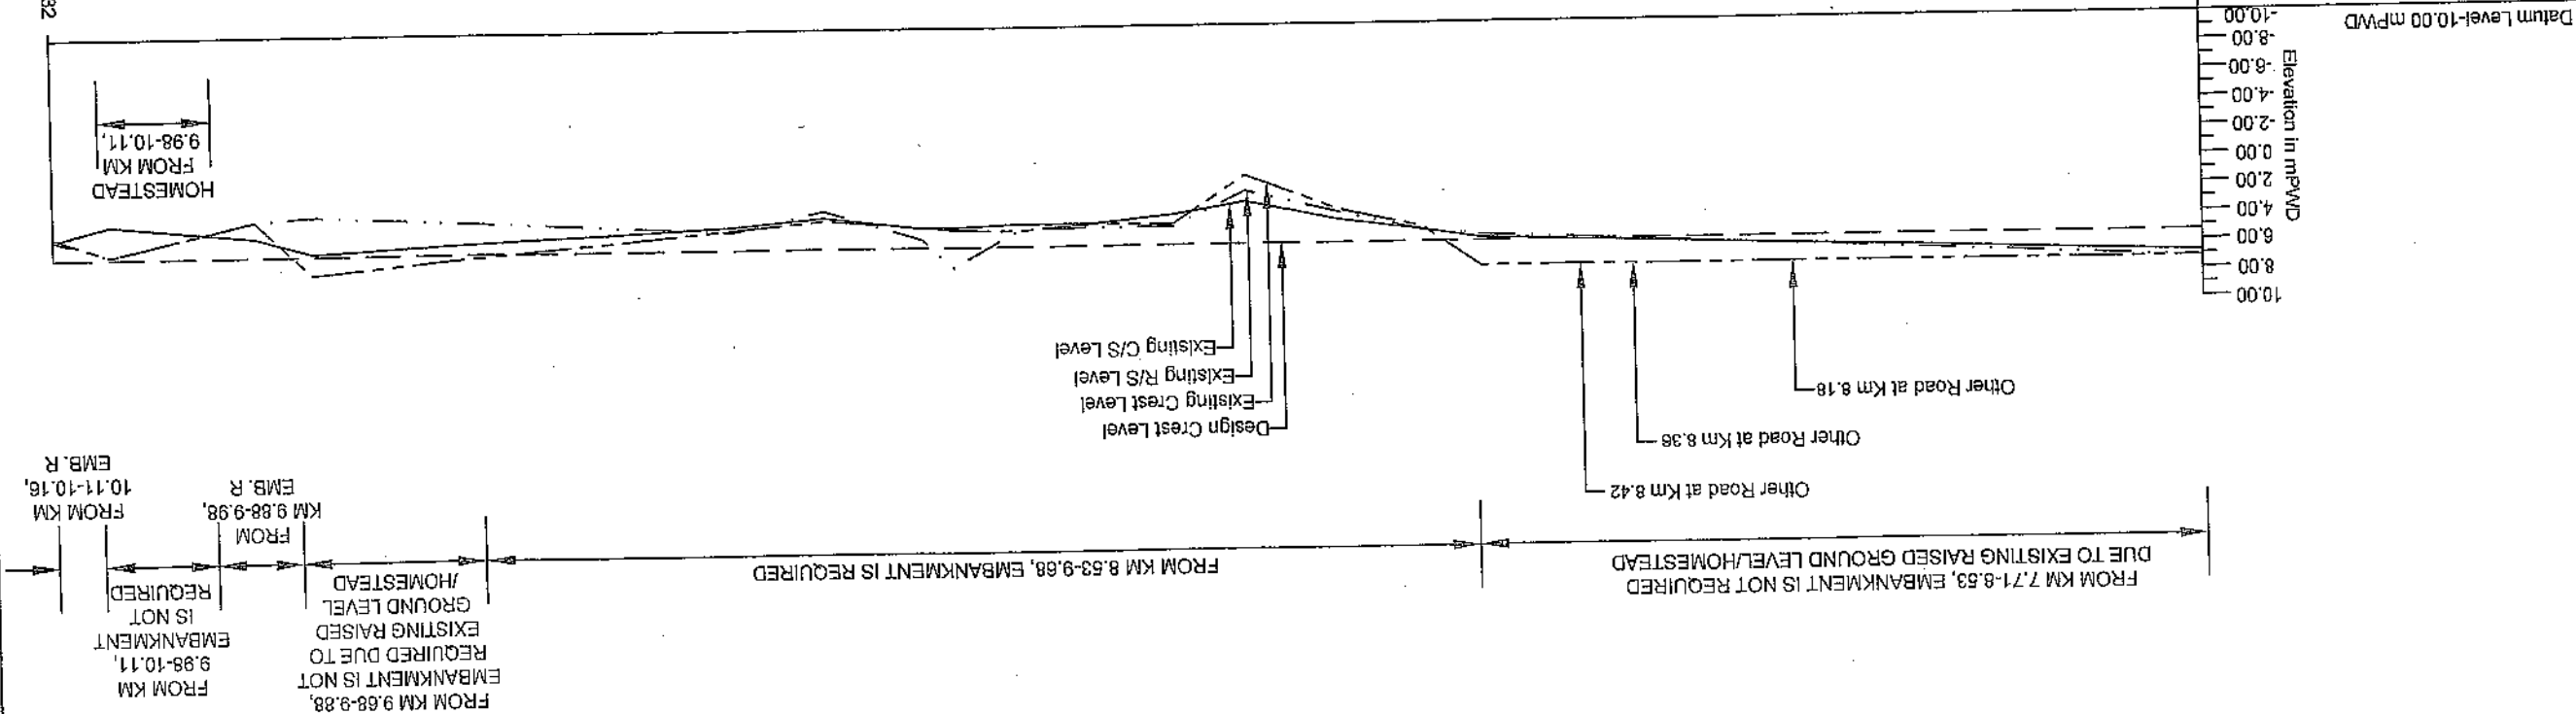 FROM KM 7.71-8.53, EMBANKMENT IS NOT REQUIRED
DUE TO EXISTING RAISED GROUND LEVEL/HOMESTEAD
FROM KM 8.53-9.68, EMBANKMENT IS REQUIRED
FROM KM 9.68-9.88,
EMBANKMENT IS NOT
REQUIRED DUE TO
EXISTING RAISED
GROUND LEVEL
/HOMESTEAD
FROM
KM 9.88-9.98,
EMB. R
FROM KM
9.98-10.11,
EMBANKMENT
IS NOT
REQUIRED
FROM KM
10.11-10.16,
EMB. R
Other Road at Km 8.42
Other Road at Km 8.36
Other Road at Km 8.18
Design Crest Level
Existing Crest Level
Existing R/S Level
Existing C/S Level
10.00
8.00
6.00
4.00
2.00
0.00
-2.00
-4.00
-6.00
-8.00
-10.00
Elevation in mPWD
HOMESTEAD
FROM KM
9.98-10.11,
Datum Level-10.00 mPWD